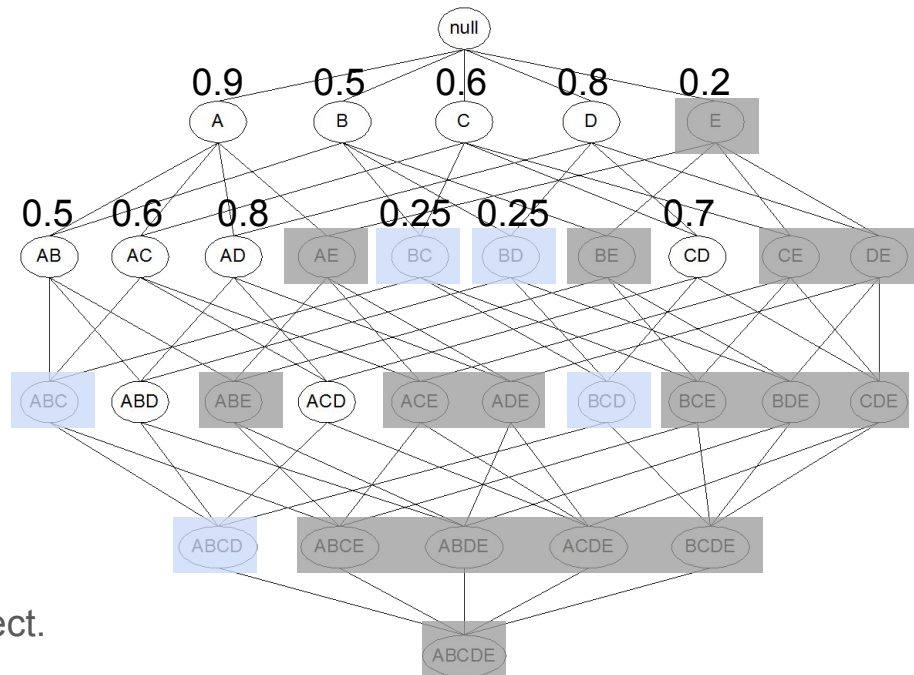 null
0.9 0.5 0.6 0.8 0.2
A B C D E
0.5 0.6 0.8 0.25 0.25 0.7
AB AC AD AE BC BD BE CD CE DE
ABC ABD ABE ACD ACE ADE BCD BCE BDE CDE
ABCD ABCE ABDE ACDE BCDE
ect.
ABCDE